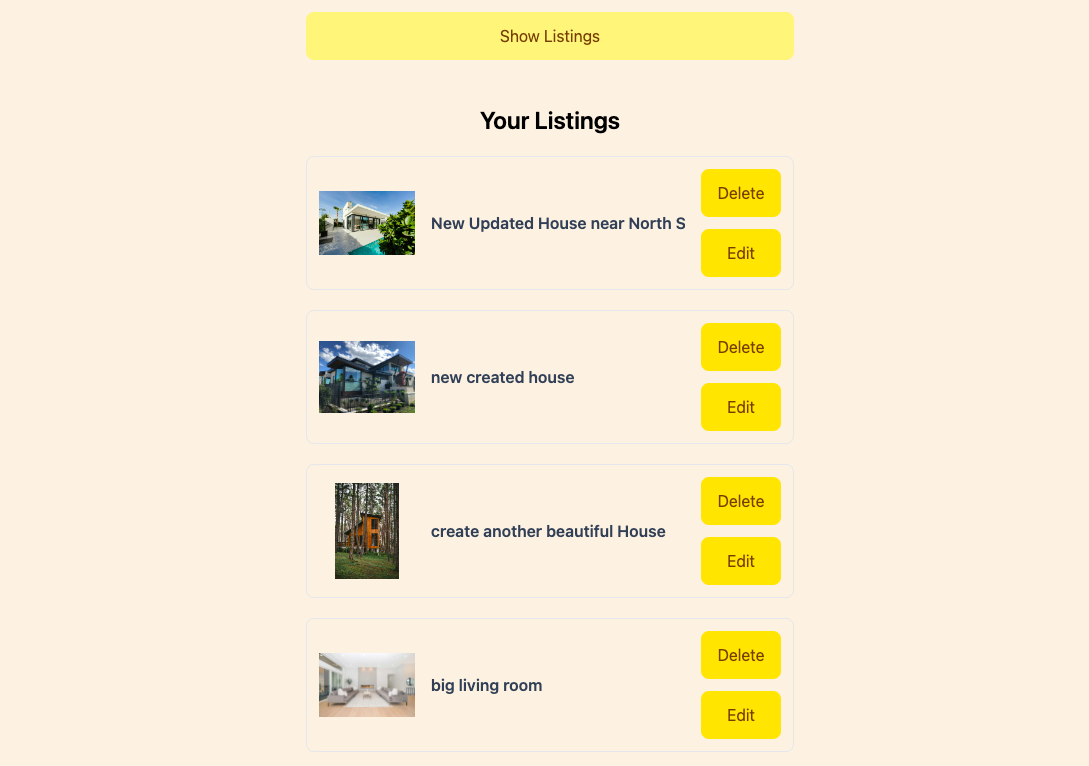 Show Listings
Your Listings
New Updated House near North S
Delete
Edit
new created house
Delete
Edit
create another beautiful House
Delete
Edit
big living room
Delete
Edit